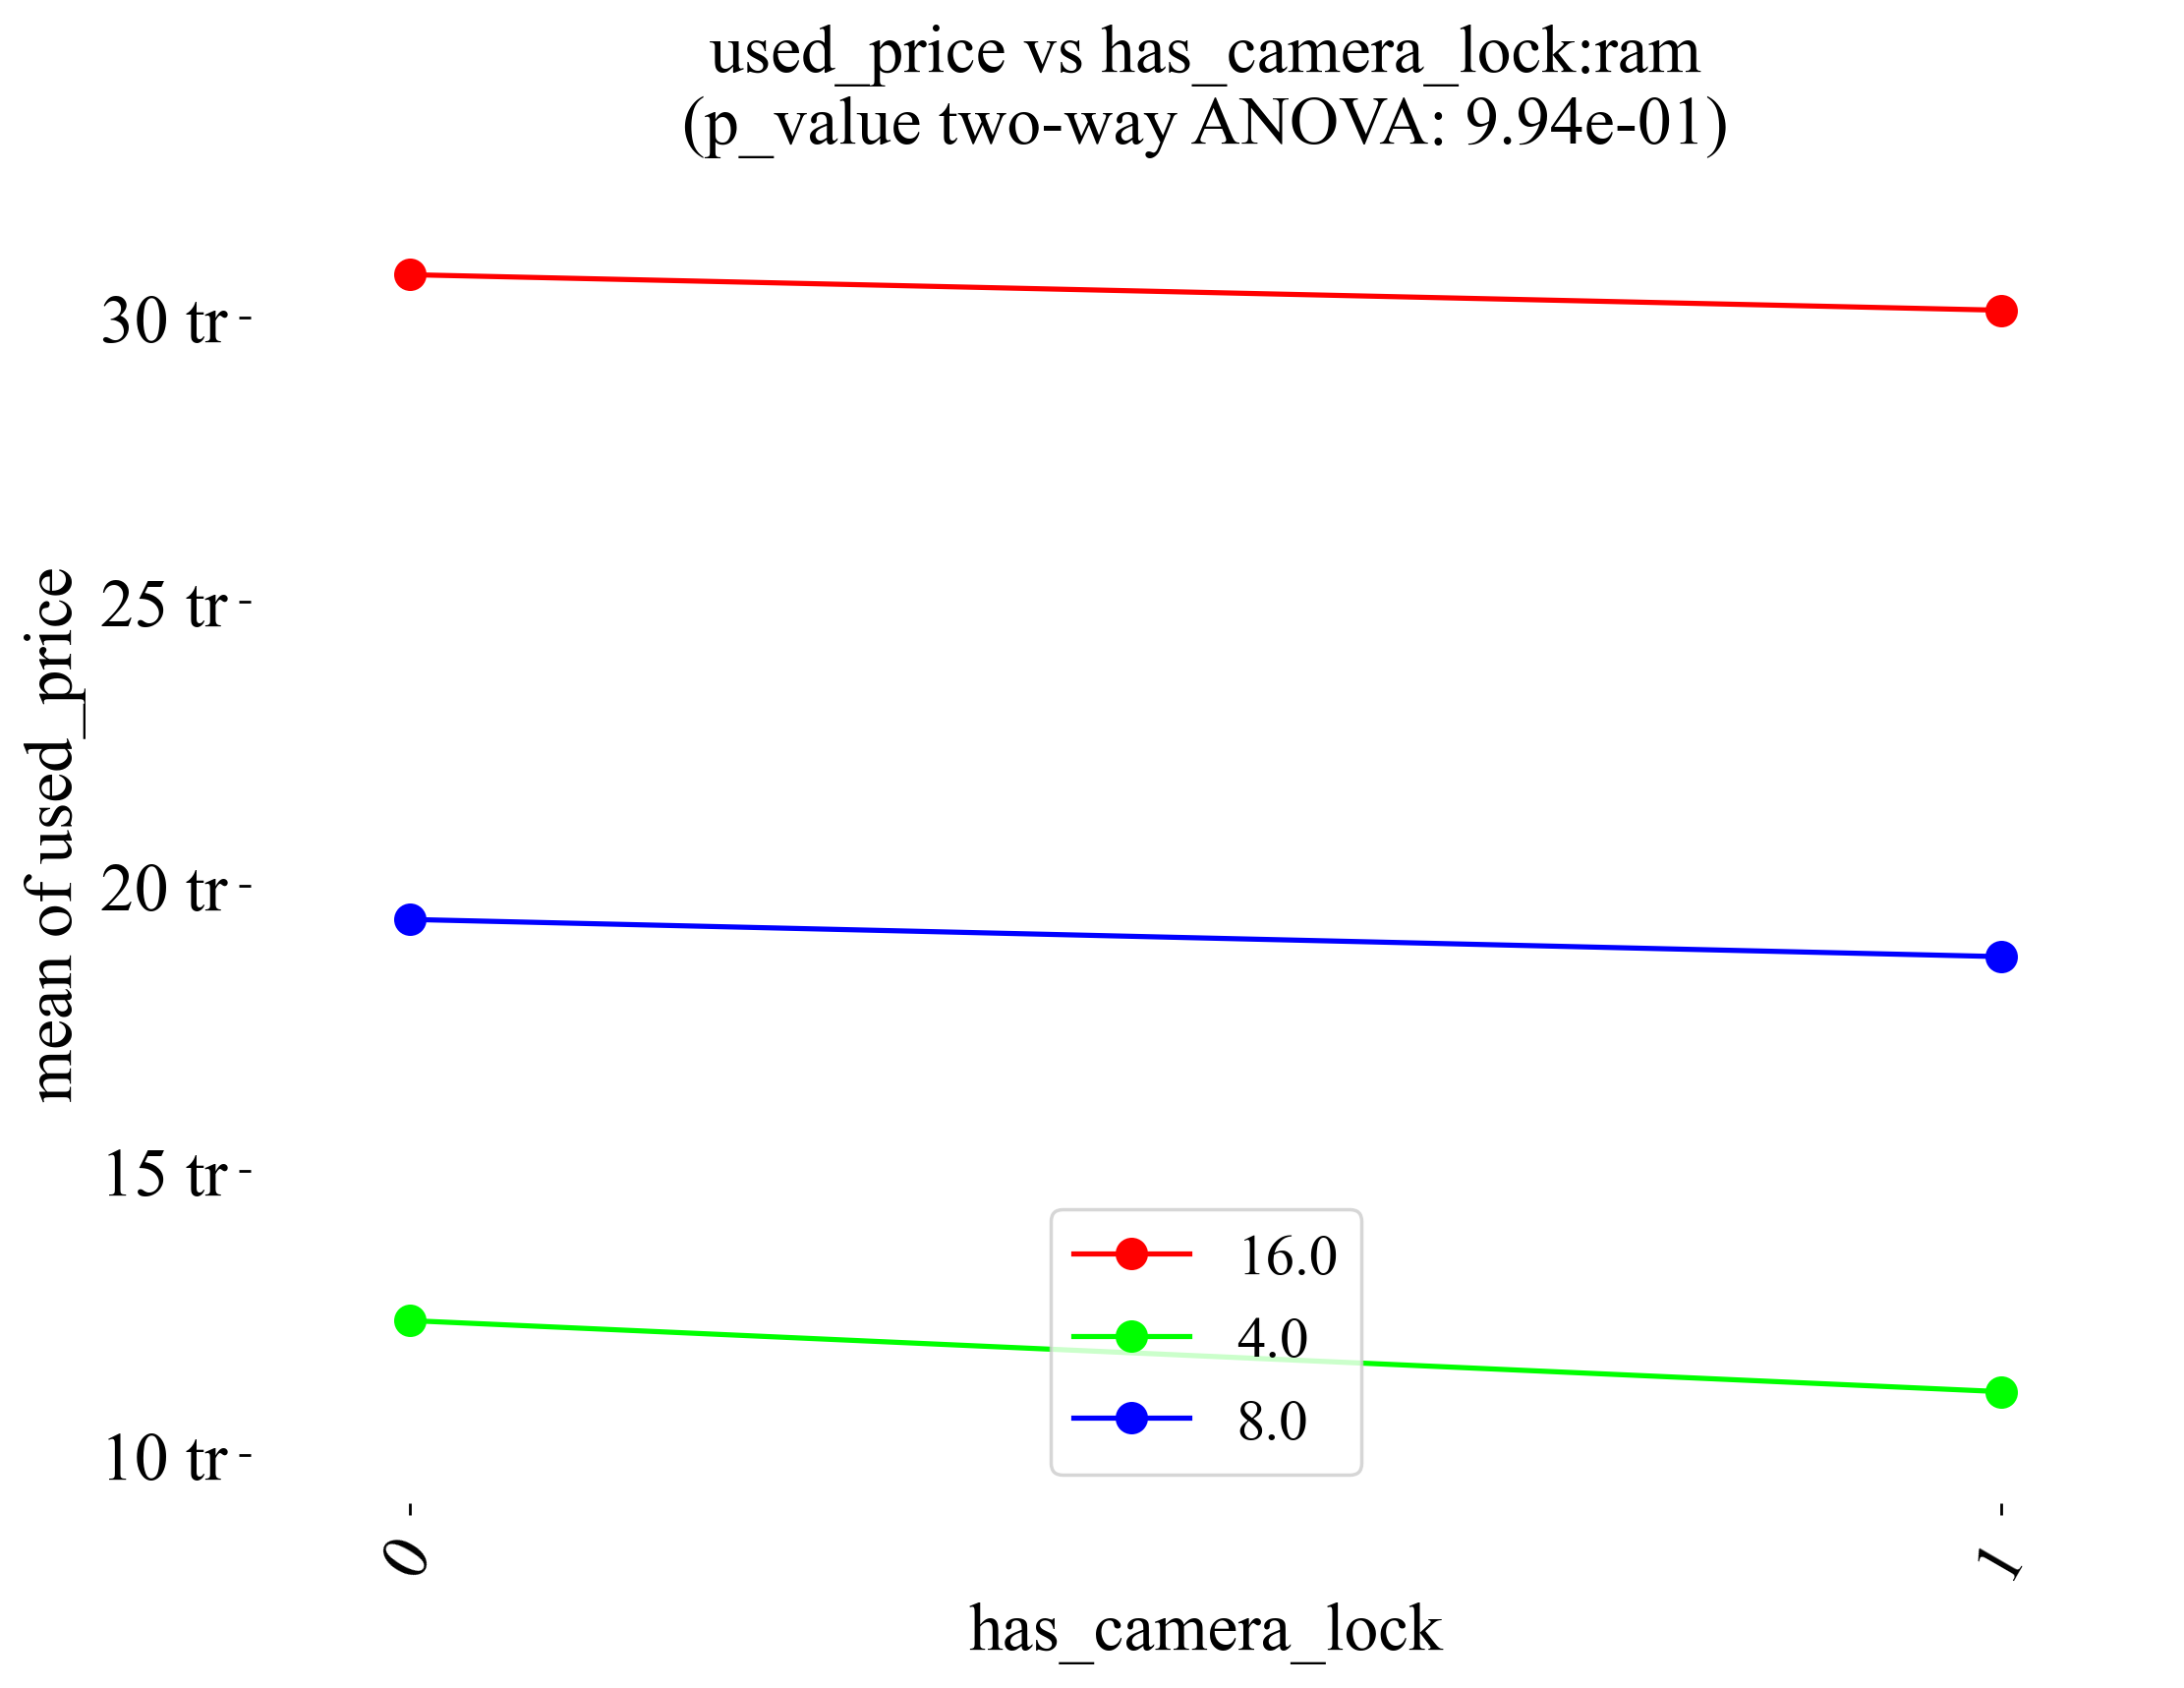 used_price vs has_camera_lock:ram
(p_value two-way ANOVA: 9.94e-01)
mean of used_price
30 tr
25 tr
20 tr
15 tr
10 tr
16.0
4.0
8.0
0
1
has_camera_lock